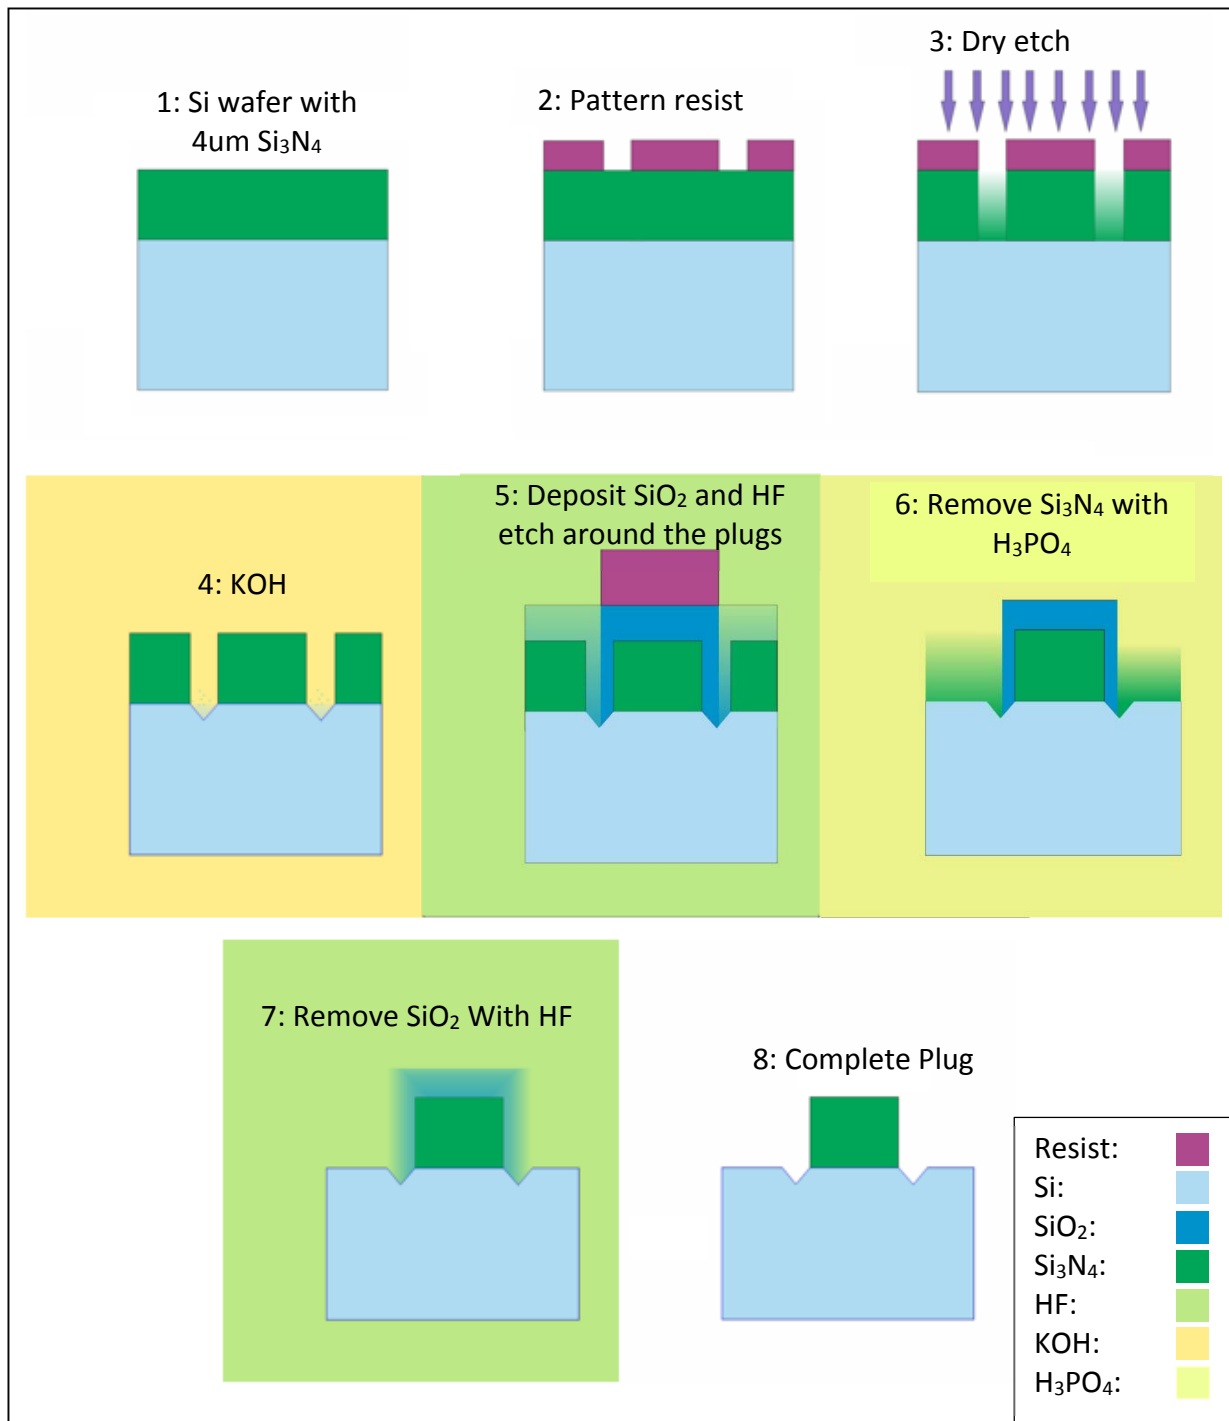 1: Si wafer with
4um Si₃N₄
2: Pattern resist
3: Dry etch
4: KOH
5: Deposit SiO₂ and HF
etch around the plugs
6: Remove Si₃N₄ with
H₃PO₄
7: Remove SiO₂ With HF
8: Complete Plug
Resist:
Si:
SiO₂:
Si₃N₄:
HF:
KOH:
H₃PO₄: